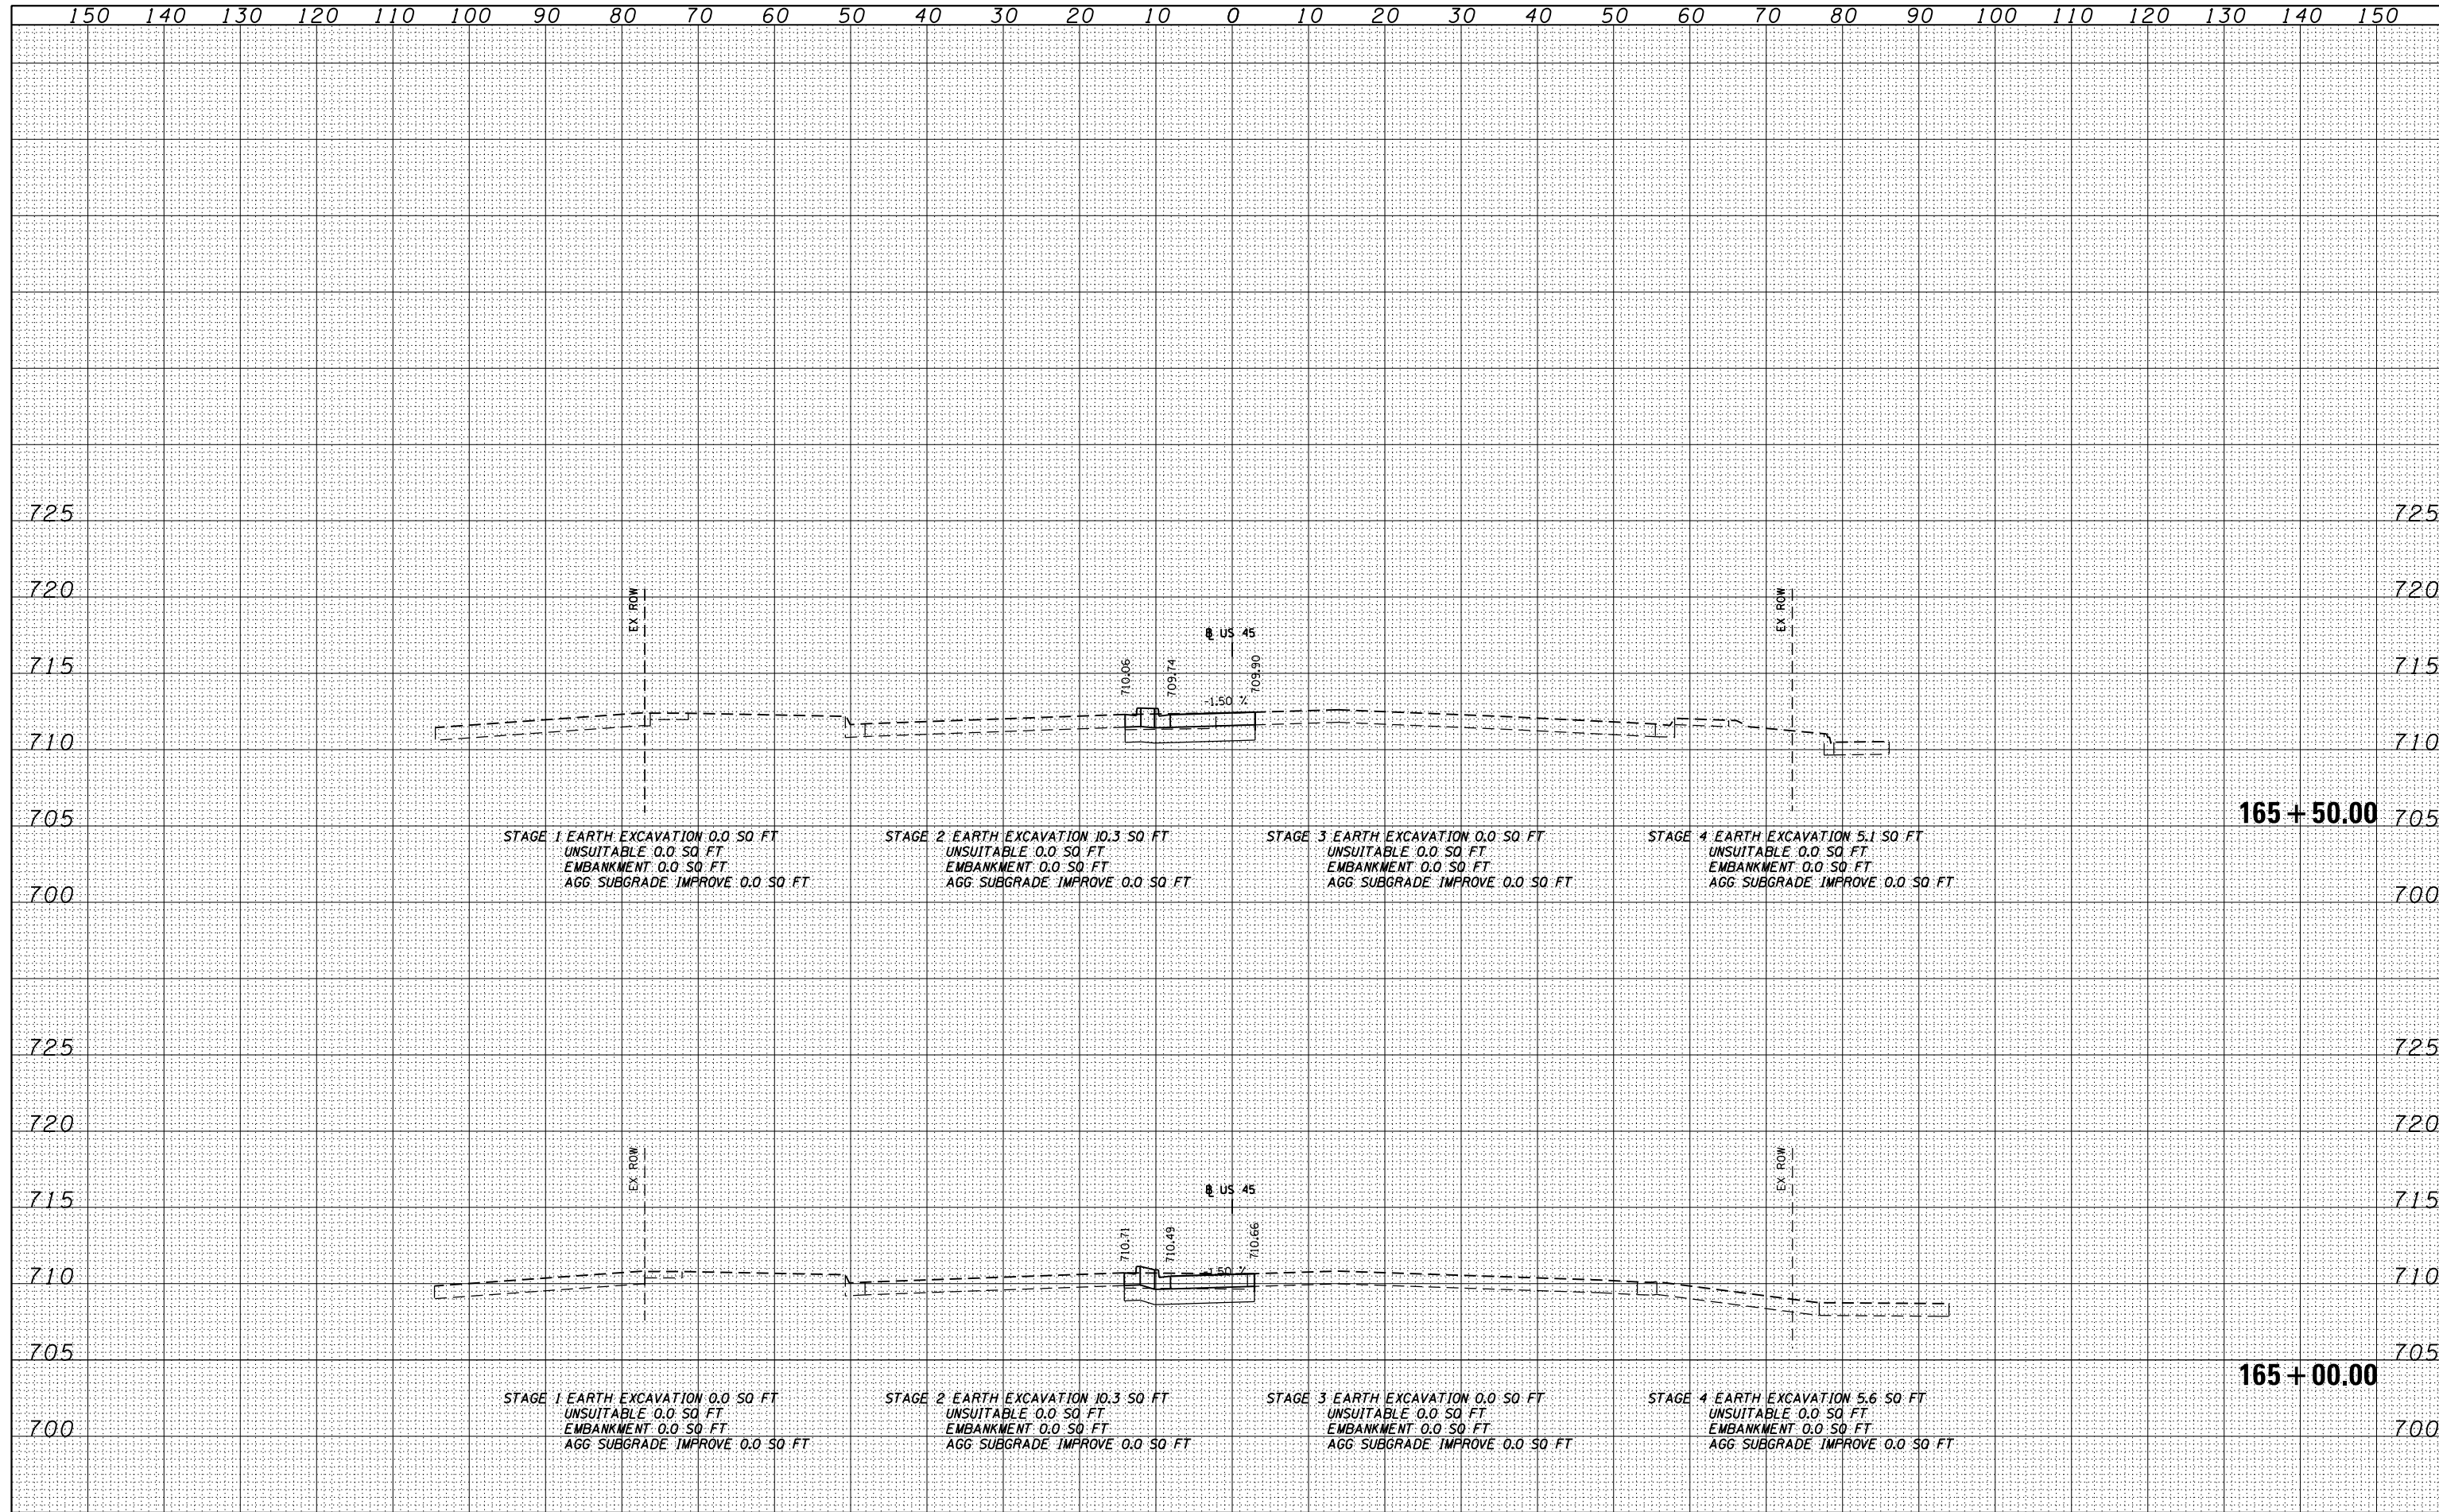 150 140 130 120 110 100 90 80 70 60 50 40 30 20 10 0 10 20 30 40 50 60 70 80 90 100 110 120 130 140 150
725 725
720 720
EX ROW
EX ROW
℄ US 45
715 715
710.06
709.74
709.90
-1.50 %
710 710
165 + 50.00
705 705
STAGE 1 EARTH EXCAVATION 0.0 SQ FT
UNSUITABLE 0.0 SQ FT
EMBANKMENT 0.0 SQ FT
AGG SUBGRADE IMPROVE 0.0 SQ FT
STAGE 2 EARTH EXCAVATION 10.3 SQ FT
UNSUITABLE 0.0 SQ FT
EMBANKMENT 0.0 SQ FT
AGG SUBGRADE IMPROVE 0.0 SQ FT
STAGE 3 EARTH EXCAVATION 0.0 SQ FT
UNSUITABLE 0.0 SQ FT
EMBANKMENT 0.0 SQ FT
AGG SUBGRADE IMPROVE 0.0 SQ FT
STAGE 4 EARTH EXCAVATION 5.1 SQ FT
UNSUITABLE 0.0 SQ FT
EMBANKMENT 0.0 SQ FT
AGG SUBGRADE IMPROVE 0.0 SQ FT
700 700
725 725
720 720
EX ROW
EX ROW
℄ US 45
715 715
710.71
710.49
710.66
-1.50 %
710 710
705 705
165 + 00.00
STAGE 1 EARTH EXCAVATION 0.0 SQ FT
UNSUITABLE 0.0 SQ FT
EMBANKMENT 0.0 SQ FT
AGG SUBGRADE IMPROVE 0.0 SQ FT
STAGE 2 EARTH EXCAVATION 10.3 SQ FT
UNSUITABLE 0.0 SQ FT
EMBANKMENT 0.0 SQ FT
AGG SUBGRADE IMPROVE 0.0 SQ FT
STAGE 3 EARTH EXCAVATION 0.0 SQ FT
UNSUITABLE 0.0 SQ FT
EMBANKMENT 0.0 SQ FT
AGG SUBGRADE IMPROVE 0.0 SQ FT
STAGE 4 EARTH EXCAVATION 5.6 SQ FT
UNSUITABLE 0.0 SQ FT
EMBANKMENT 0.0 SQ FT
AGG SUBGRADE IMPROVE 0.0 SQ FT
700 700